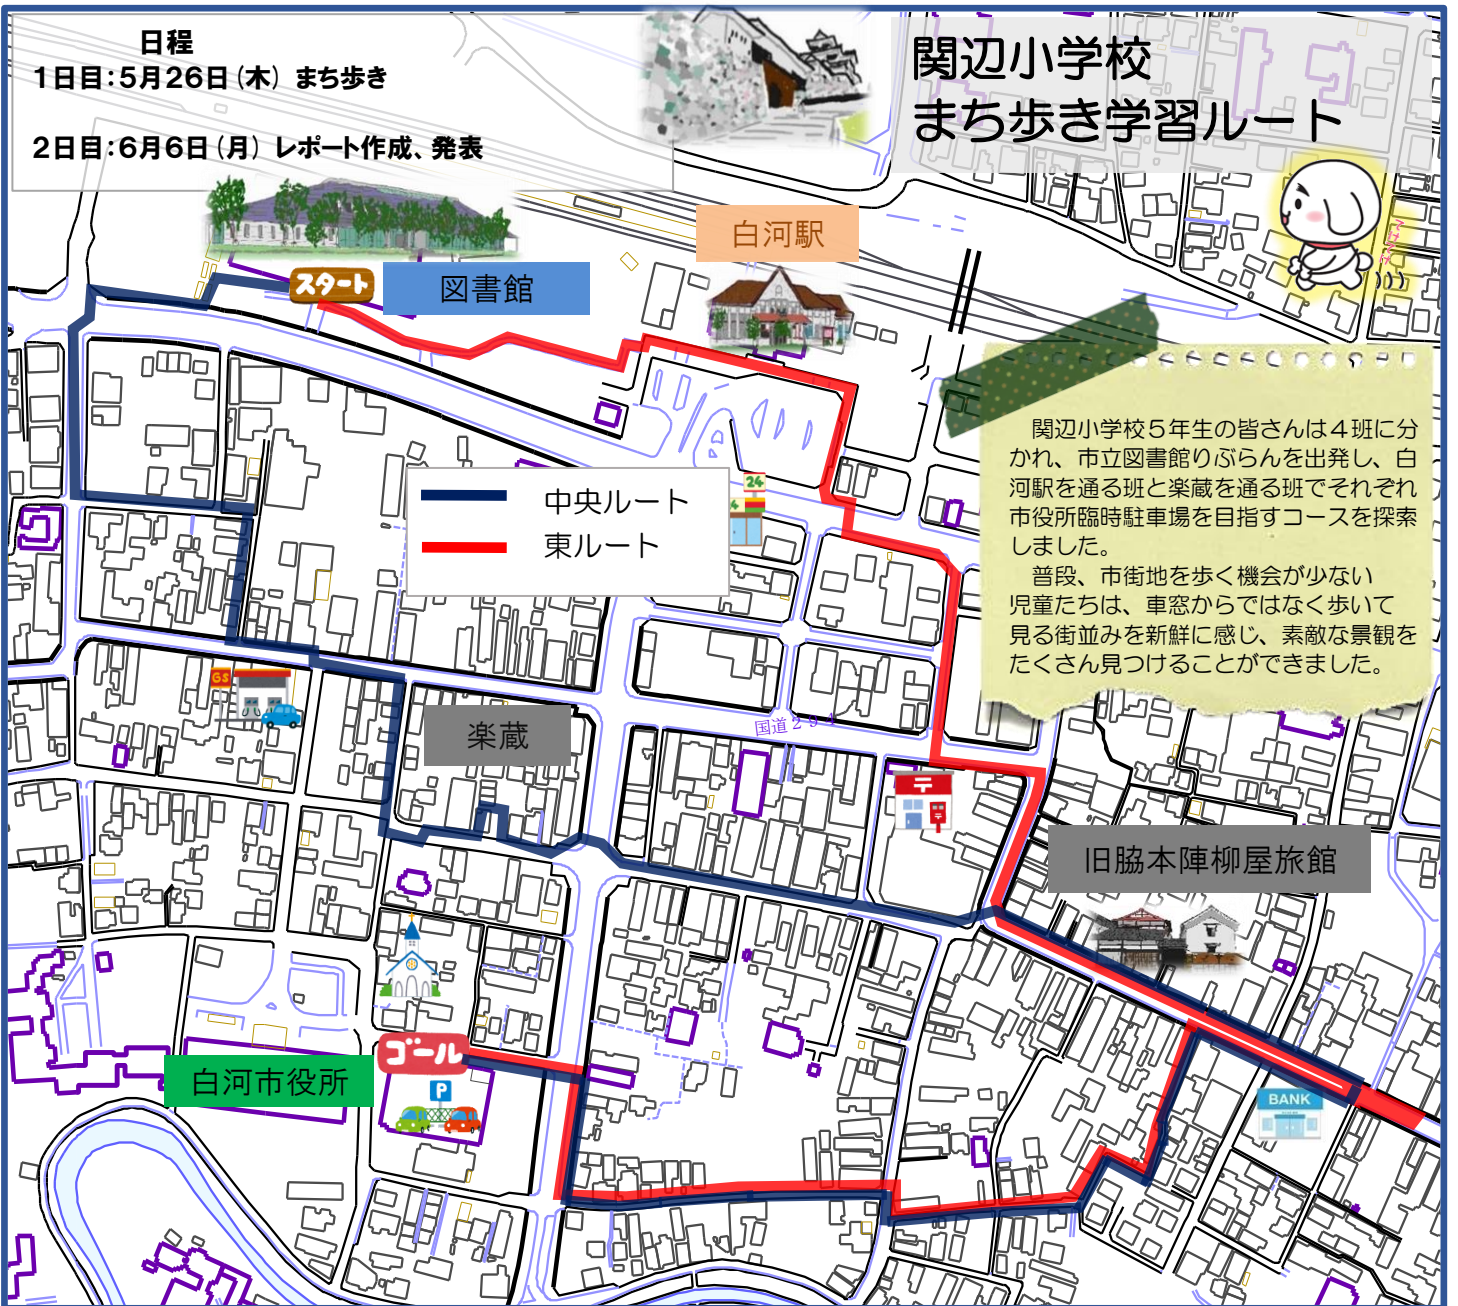 日程
1日目:5月26日(木) まち歩き
2日目:6月6日(月) レポート作成、発表
関辺小学校
まち歩き学習ルート
白河駅
スタート
図書館
関辺小学校5年生の皆さんは4班に分
かれ、市立図書館りぶらんを出発し、白
河駅を通る班と楽蔵を通る班でそれぞれ
市役所臨時駐車場を目指すコースを探索
しました。
普段、市街地を歩く機会が少ない
児童たちは、車窓からではなく歩いて
見る街並みを新鮮に感じ、素敵な景観を
たくさん見つけることができました。
中央ルート
東ルート
24
GS
楽蔵
国道294
〒
旧脇本陣柳屋旅館
ゴール
白河市役所
P
BANK